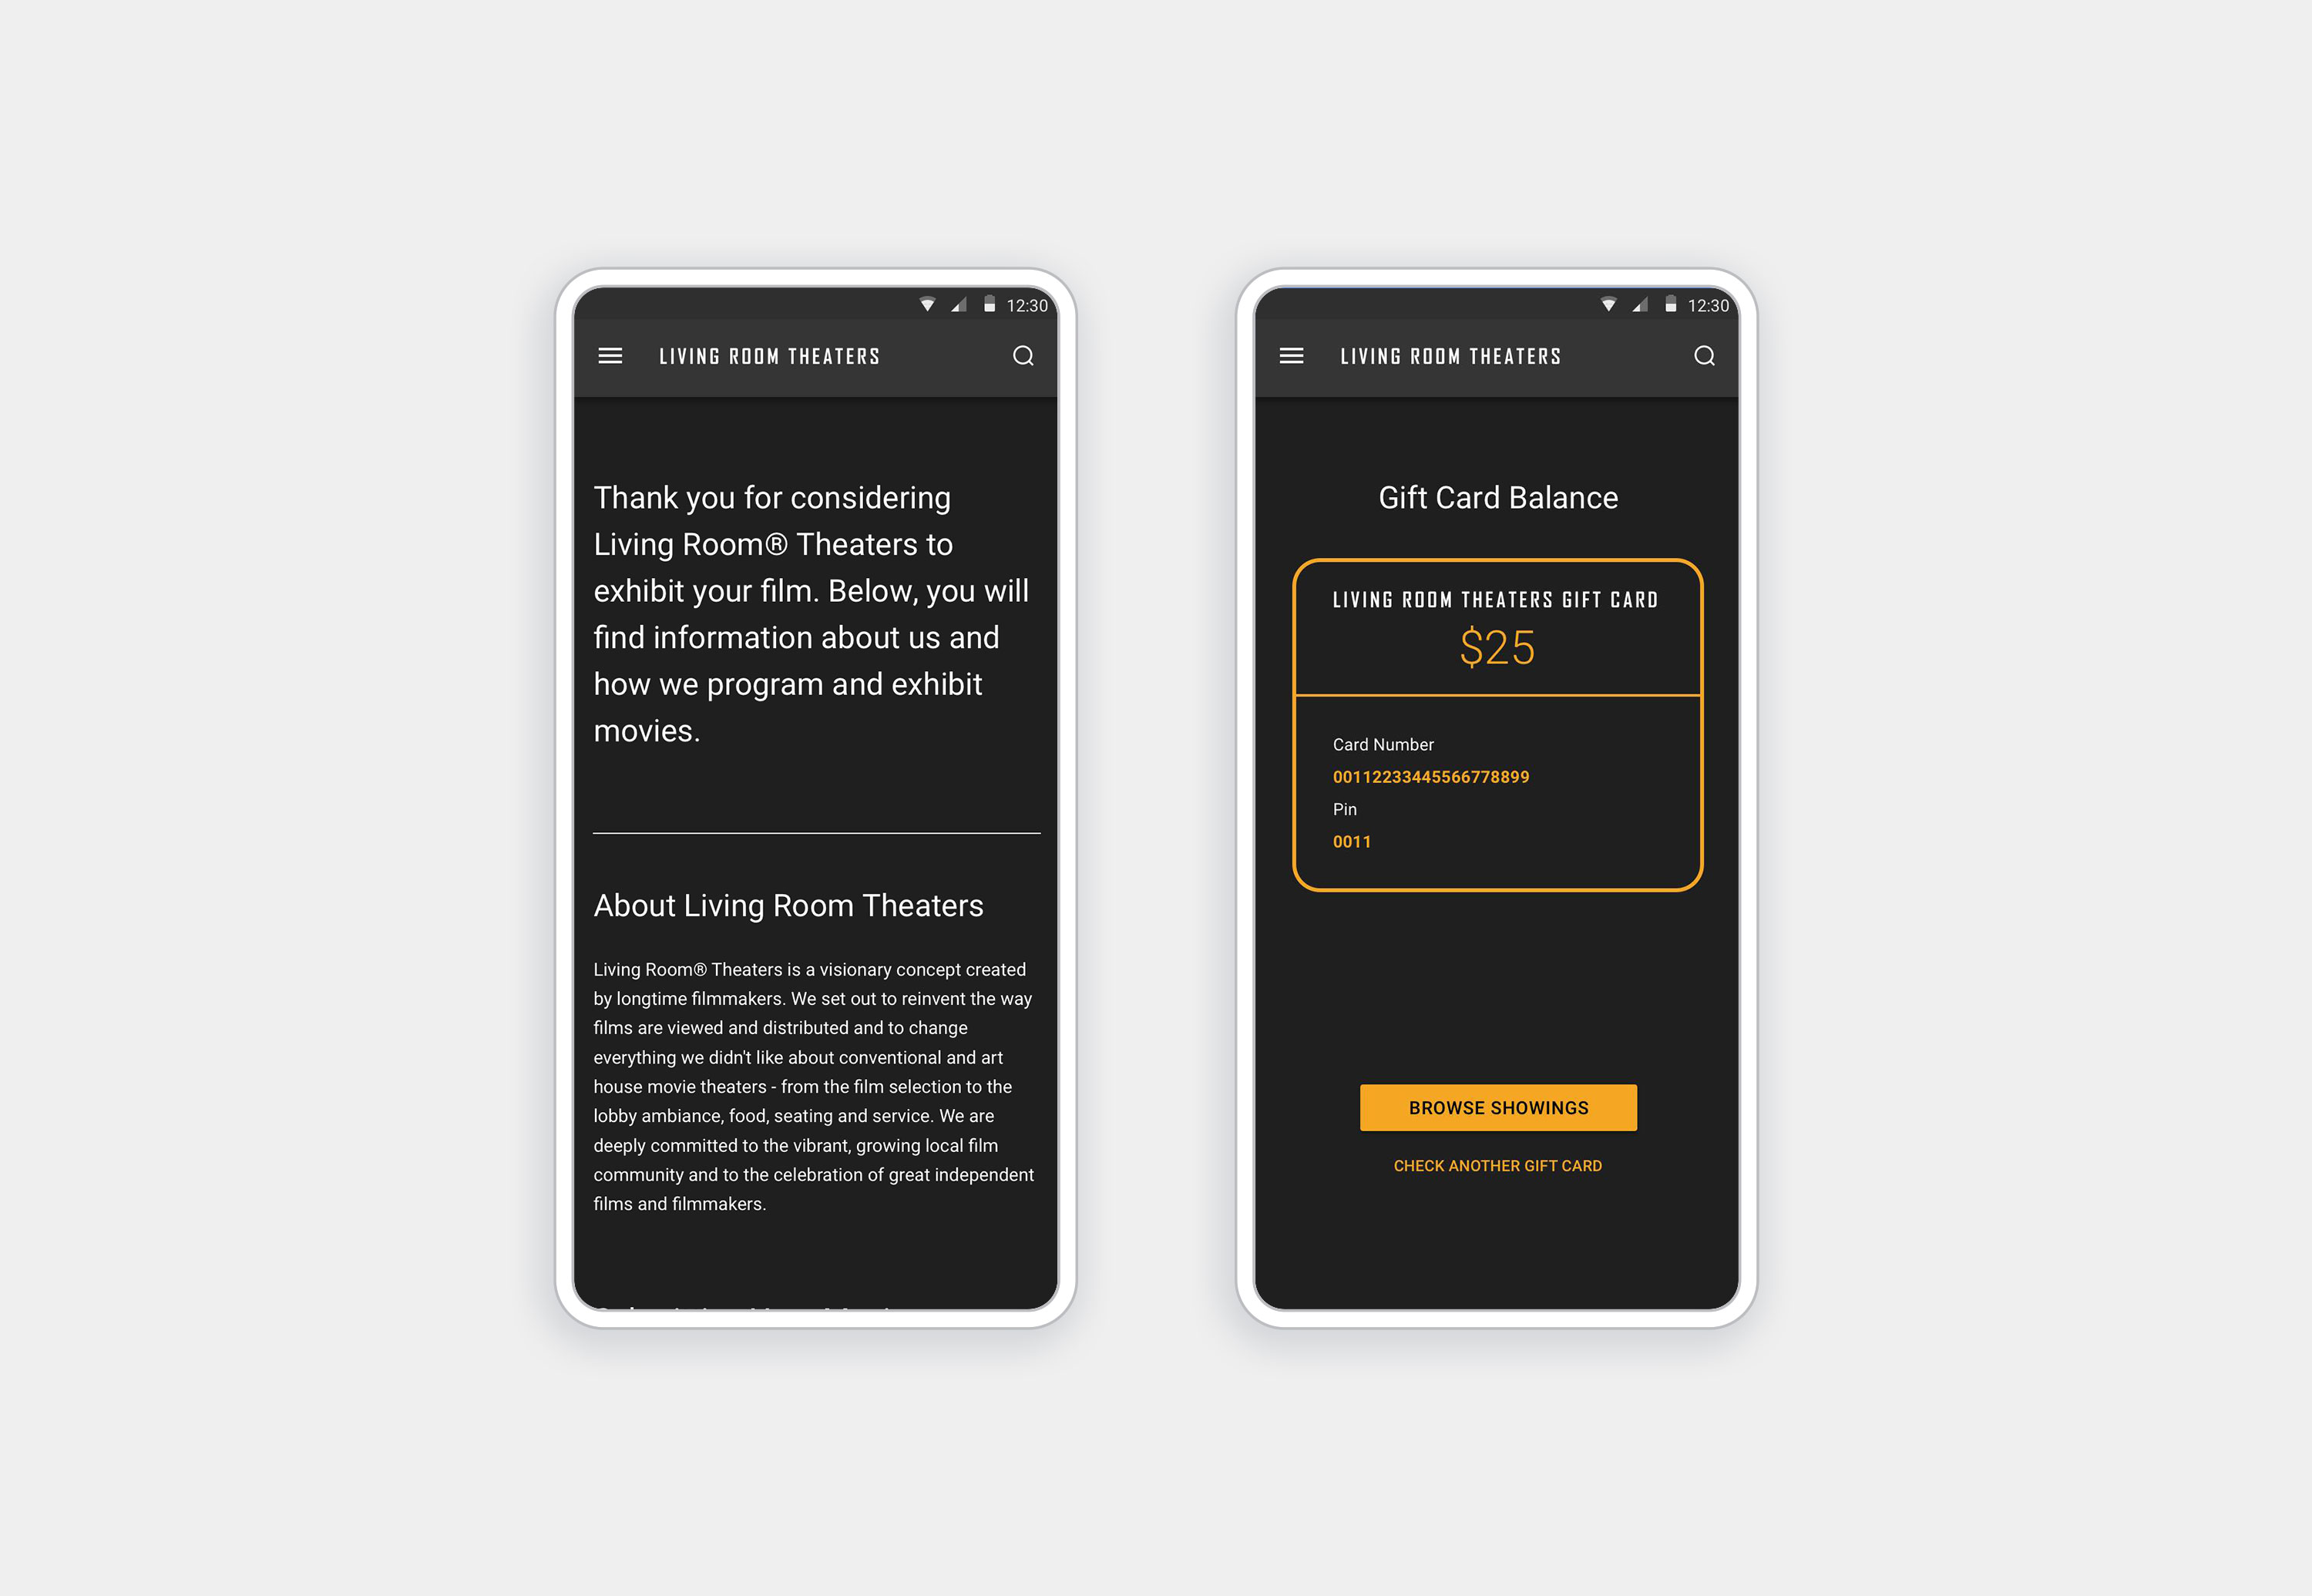 12:30
LIVING ROOM THEATERS
Thank you for considering
Living Room® Theaters to
exhibit your film. Below, you will
find information about us and
how we program and exhibit
movies.
About Living Room Theaters
Living Room® Theaters is a visionary concept created
by longtime filmmakers. We set out to reinvent the way
films are viewed and distributed and to change
everything we didn't like about conventional and art
house movie theaters - from the film selection to the
lobby ambiance, food, seating and service. We are
deeply committed to the vibrant, growing local film
community and to the celebration of great independent
films and filmmakers.
12:30
LIVING ROOM THEATERS
Gift Card Balance
LIVING ROOM THEATERS GIFT CARD
$25
Card Number
00112233445566778899
Pin
0011
BROWSE SHOWINGS
CHECK ANOTHER GIFT CARD